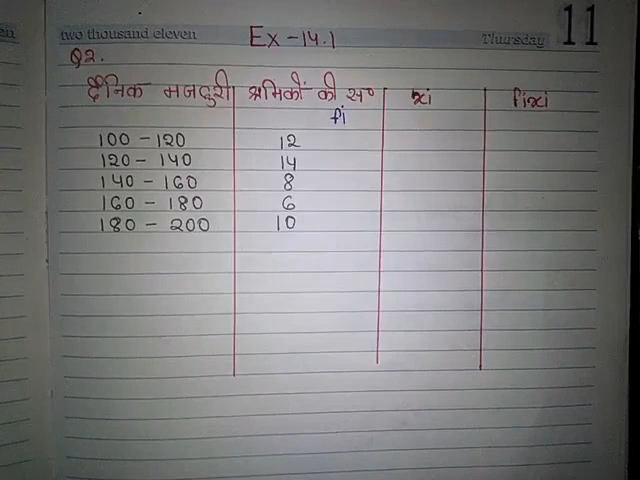 two thousand eleven Ex-14.1 Thursday 11
Q2.
दैनिक मजदुरी श्रमिकों की सं० xi fixi
fi
100 - 120 12
120 - 140 14
140 - 160 8
160 - 180 6
180 - 200 10